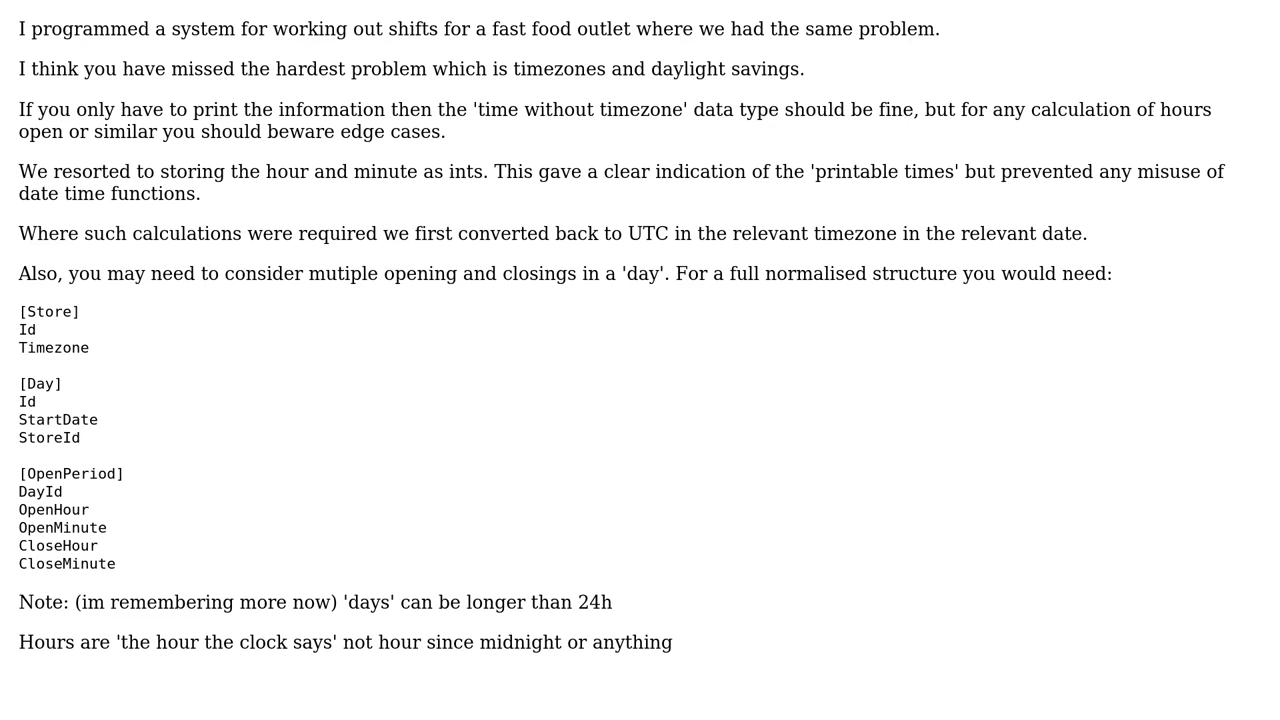 I programmed a system for working out shifts for a fast food outlet where we had the same problem.
I think you have missed the hardest problem which is timezones and daylight savings.
If you only have to print the information then the 'time without timezone' data type should be fine, but for any calculation of hours
open or similar you should beware edge cases.
We resorted to storing the hour and minute as ints. This gave a clear indication of the 'printable times' but prevented any misuse of
date time functions.
Where such calculations were required we first converted back to UTC in the relevant timezone in the relevant date.
Also, you may need to consider mutiple opening and closings in a 'day'. For a full normalised structure you would need:
[Store]
Id
Timezone
[Day]
Id
StartDate
StoreId
[OpenPeriod]
DayId
OpenHour
OpenMinute
CloseHour
CloseMinute
Note: (im remembering more now) 'days' can be longer than 24h
Hours are 'the hour the clock says' not hour since midnight or anything